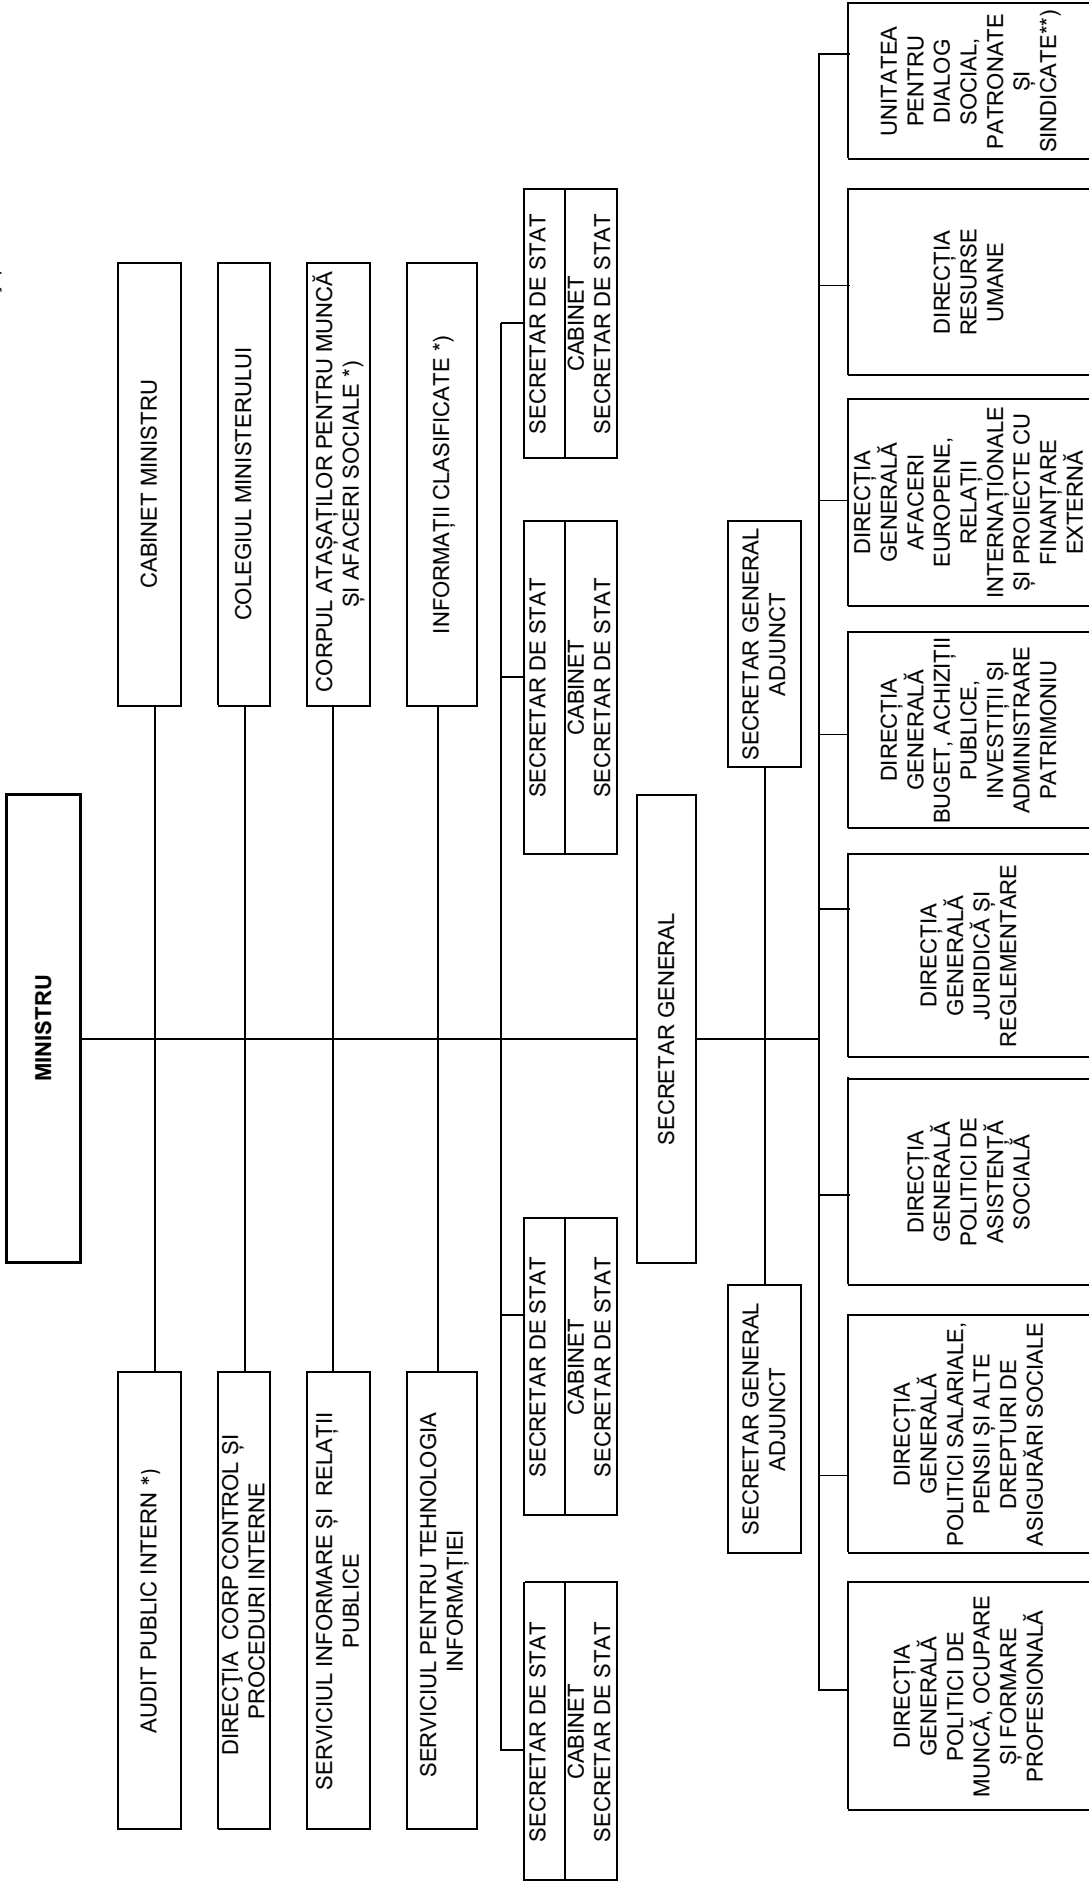 MINISTRU
AUDIT PUBLIC INTERN *)
CABINET MINISTRU
DIRECȚIA CORP CONTROL ȘI
PROCEDURI INTERNE
COLEGIUL MINISTERULUI
SERVICIUL INFORMARE ȘI RELAȚII
PUBLICE
CORPUL ATAȘAȚILOR PENTRU MUNCĂ
ȘI AFACERI SOCIALE *)
SERVICIUL PENTRU TEHNOLOGIA
INFORMAȚIEI
INFORMAȚII CLASIFICATE *)
SECRETAR DE STAT
CABINET
SECRETAR DE STAT
SECRETAR DE STAT
CABINET
SECRETAR DE STAT
SECRETAR DE STAT
CABINET
SECRETAR DE STAT
SECRETAR DE STAT
CABINET
SECRETAR DE STAT
SECRETAR GENERAL
SECRETAR GENERAL
ADJUNCT
SECRETAR GENERAL
ADJUNCT
DIRECȚIA
GENERALĂ
POLITICI DE
MUNCĂ, OCUPARE
ȘI FORMARE
PROFESIONALĂ
DIRECȚIA
GENERALĂ
POLITICI SALARIALE,
PENSII ȘI ALTE
DREPTURI DE
ASIGURĂRI SOCIALE
DIRECȚIA
GENERALĂ
POLITICI DE
ASISTENȚĂ
SOCIALĂ
DIRECȚIA
GENERALĂ
JURIDICĂ ȘI
REGLEMENTARE
DIRECȚIA
GENERALĂ
BUGET, ACHIZIȚII
PUBLICE,
INVESTIȚII ȘI
ADMINISTRARE
PATRIMONIU
DIRECȚIA
GENERALĂ
AFACERI
EUROPENE,
RELAȚII
INTERNAȚIONALE
ȘI PROIECTE CU
FINANȚARE
EXTERNĂ
DIRECȚIA
RESURSE
UMANE
UNITATEA
PENTRU
DIALOG
SOCIAL,
PATRONATE
ȘI
SINDICATE**)